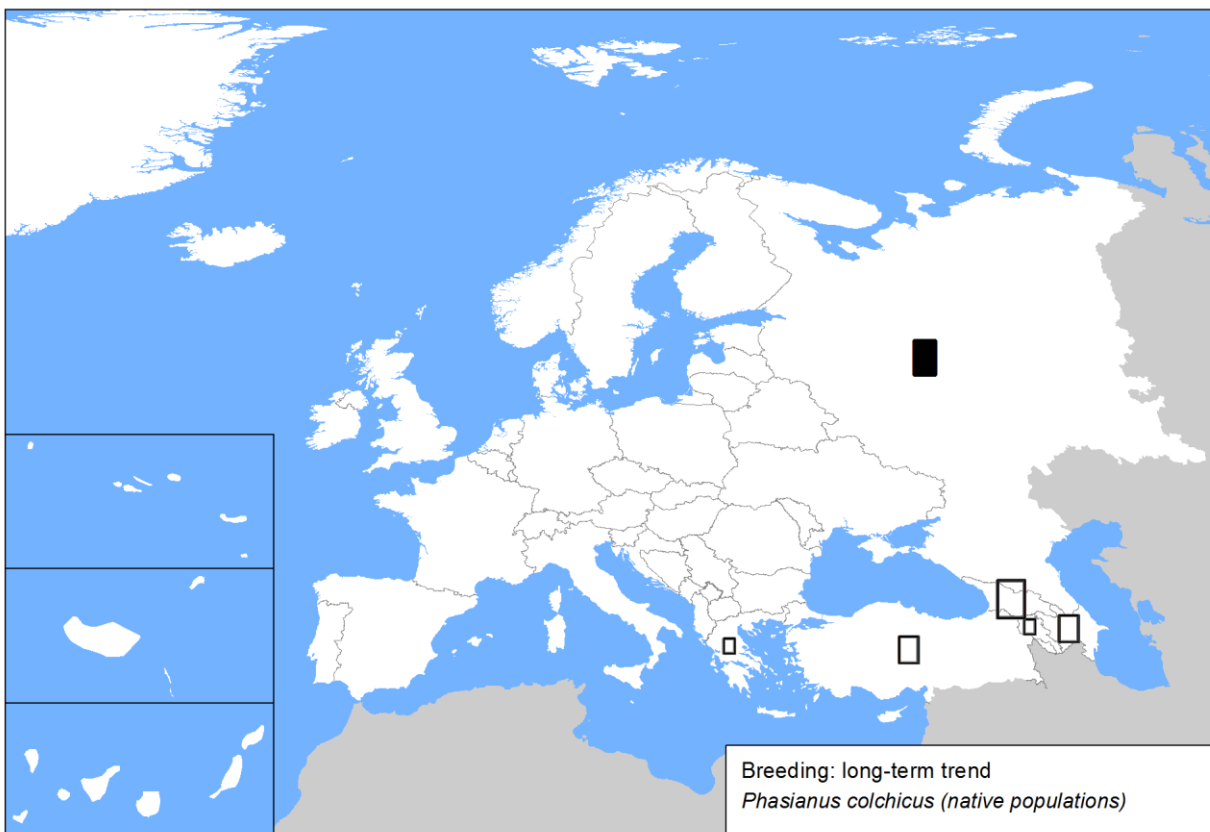 Breeding: long-term trend
Phasianus colchicus (native populations)